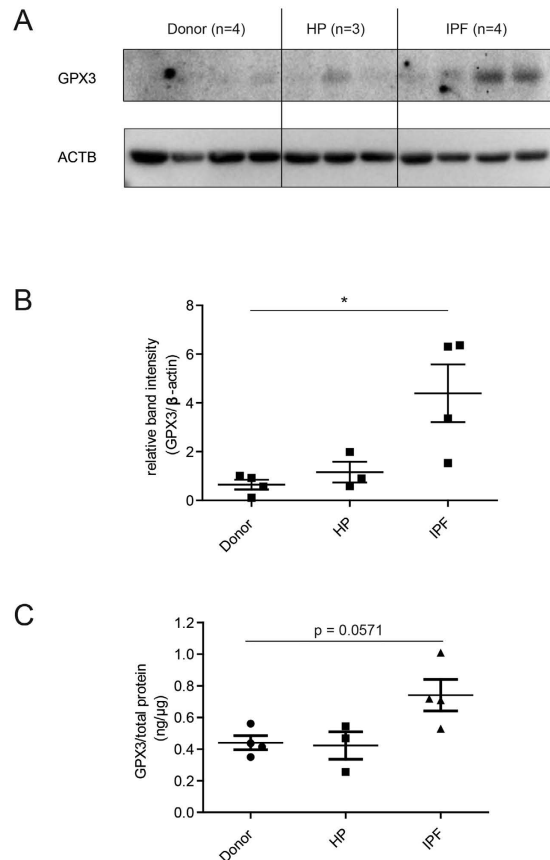 A
Donor (n=4) HP (n=3) IPF (n=4)
GPX3
ACTB
B
relative band intensity
(GPX3/β-actin)
8
6
4
2
0
*
Donor HP IPF
C
GPX3/total protein
(ng/μg)
1.2
1.0
0.8
0.6
0.4
0.2
0.0
p = 0.0571
Donor HP IPF